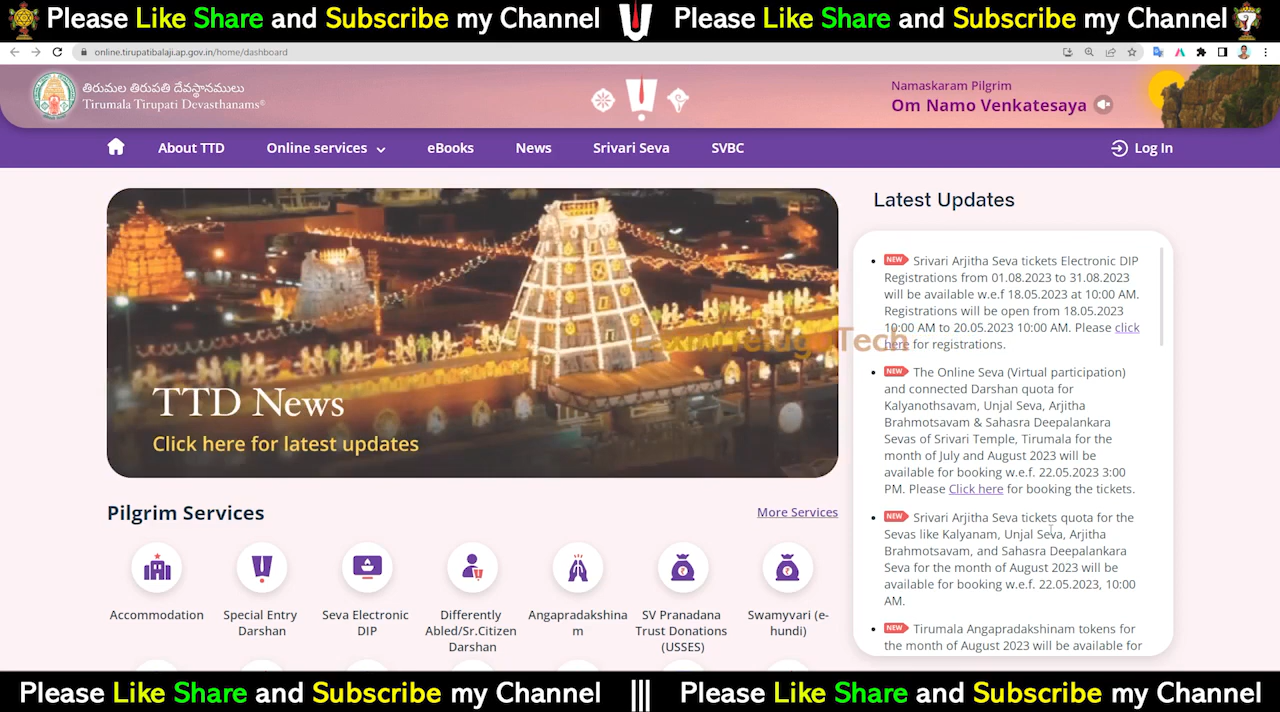 Please Like Share and Subscribe my Channel
Please Like Share and Subscribe my Channel
online.tirupatibalaji.ap.gov.in/home/dashboard
తిరుమల తిరుపతి దేవస్థానములు
Tirumala Tirupati Devasthanams®
Namaskaram Pilgrim
Om Namo Venkatesaya
About TTD
Online services
eBooks
News
Srivari Seva
SVBC
Log In
TTD News
Click here for latest updates
Latest Updates
NEW Srivari Arjitha Seva tickets Electronic DIP
Registrations from 01.08.2023 to 31.08.2023
will be available w.e.f 18.05.2023 at 10:00 AM.
Registrations will be open from 18.05.2023
10:00 AM to 20.05.2023 10:00 AM. Please click
here for registrations.
NEW The Online Seva (Virtual participation)
and connected Darshan quota for
Kalyanothsavam, Unjal Seva, Arjitha
Brahmotsavam & Sahasra Deepalankara
Sevas of Srivari Temple, Tirumala for the
month of July and August 2023 will be
available for booking w.e.f. 22.05.2023 3:00
PM. Please Click here for booking the tickets.
NEW Srivari Arjitha Seva tickets quota for the
Sevas like Kalyanam, Unjal Seva, Arjitha
Brahmotsavam, and Sahasra Deepalankara
Seva for the month of August 2023 will be
available for booking w.e.f. 22.05.2023, 10:00
AM.
NEW Tirumala Angapradakshinam tokens for
the month of August 2023 will be available for
Laxmi Telugu Tech
Pilgrim Services
More Services
Accommodation
Special Entry
Darshan
Seva Electronic
DIP
Differently
Abled/Sr.Citizen
Darshan
Angapradakshina
m
SV Pranadana
Trust Donations
(USSES)
Swamyvari (e-
hundi)
Please Like Share and Subscribe my Channel
|||
Please Like Share and Subscribe my Channel